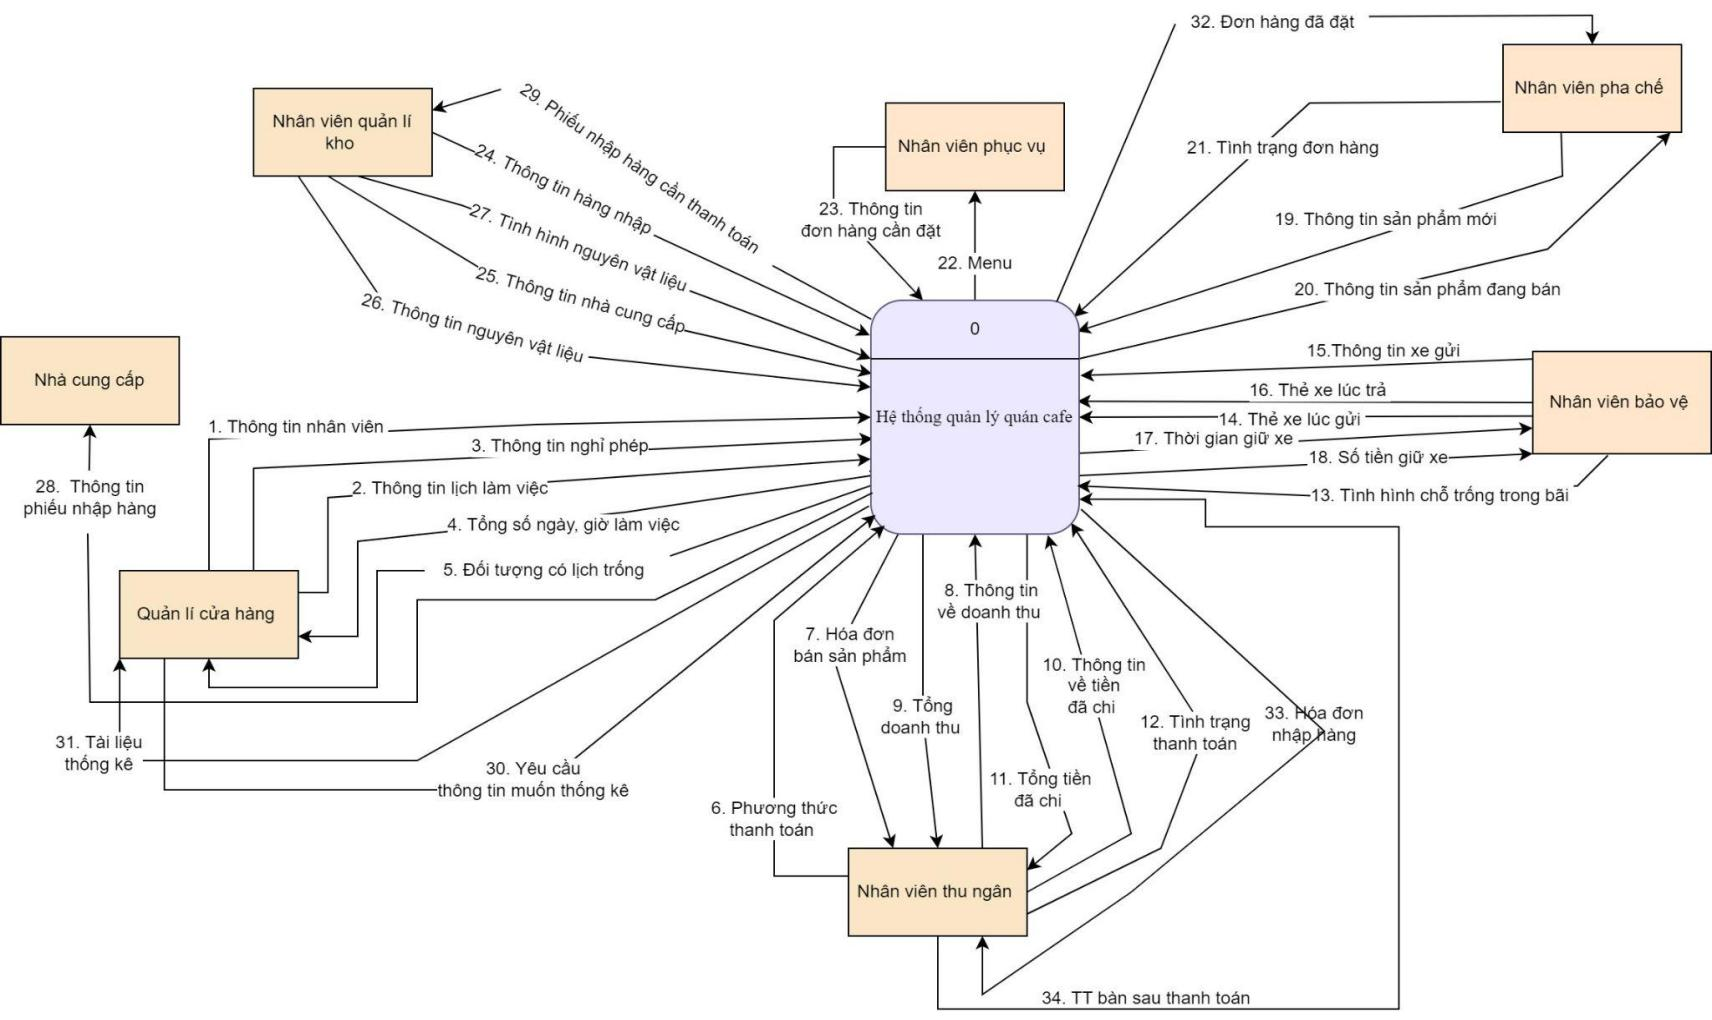 32. Đơn hàng đã đặt
Nhân viên pha chế
29. Phiếu nhập hàng cần thanh toán
Nhân viên quản lí
kho
Nhân viên phục vụ
21. Tình trạng đơn hàng
24. Thông tin hàng nhập
23. Thông tin
đơn hàng cần đặt
19. Thông tin sản phẩm mới
27. Tình hình nguyên vật liệu
22. Menu
25. Thông tin nhà cung cấp
20. Thông tin sản phẩm đang bán
26. Thông tin nguyên vật liệu
0
15.Thông tin xe gửi
Nhà cung cấp
16. Thẻ xe lúc trả
Nhân viên bảo vệ
Hệ thống quản lý quán cafe
14. Thẻ xe lúc gửi
1. Thông tin nhân viên
17. Thời gian giữ xe
3. Thông tin nghỉ phép
18. Số tiền giữ xe
28. Thông tin
phiếu nhập hàng
2. Thông tin lịch làm việc
13. Tình hình chỗ trống trong bãi
4. Tổng số ngày, giờ làm việc
5. Đối tượng có lịch trống
Quản lí cửa hàng
8. Thông tin
về doanh thu
7. Hóa đơn
bán sản phẩm
10. Thông tin
về tiền
đã chi
9. Tổng
doanh thu
12. Tình trạng
thanh toán
33. Hóa đơn
nhập hàng
31. Tài liệu
thống kê
30. Yêu cầu
thông tin muốn thống kê
11. Tổng tiền
đã chi
6. Phương thức
thanh toán
Nhân viên thu ngân
34. TT bàn sau thanh toán